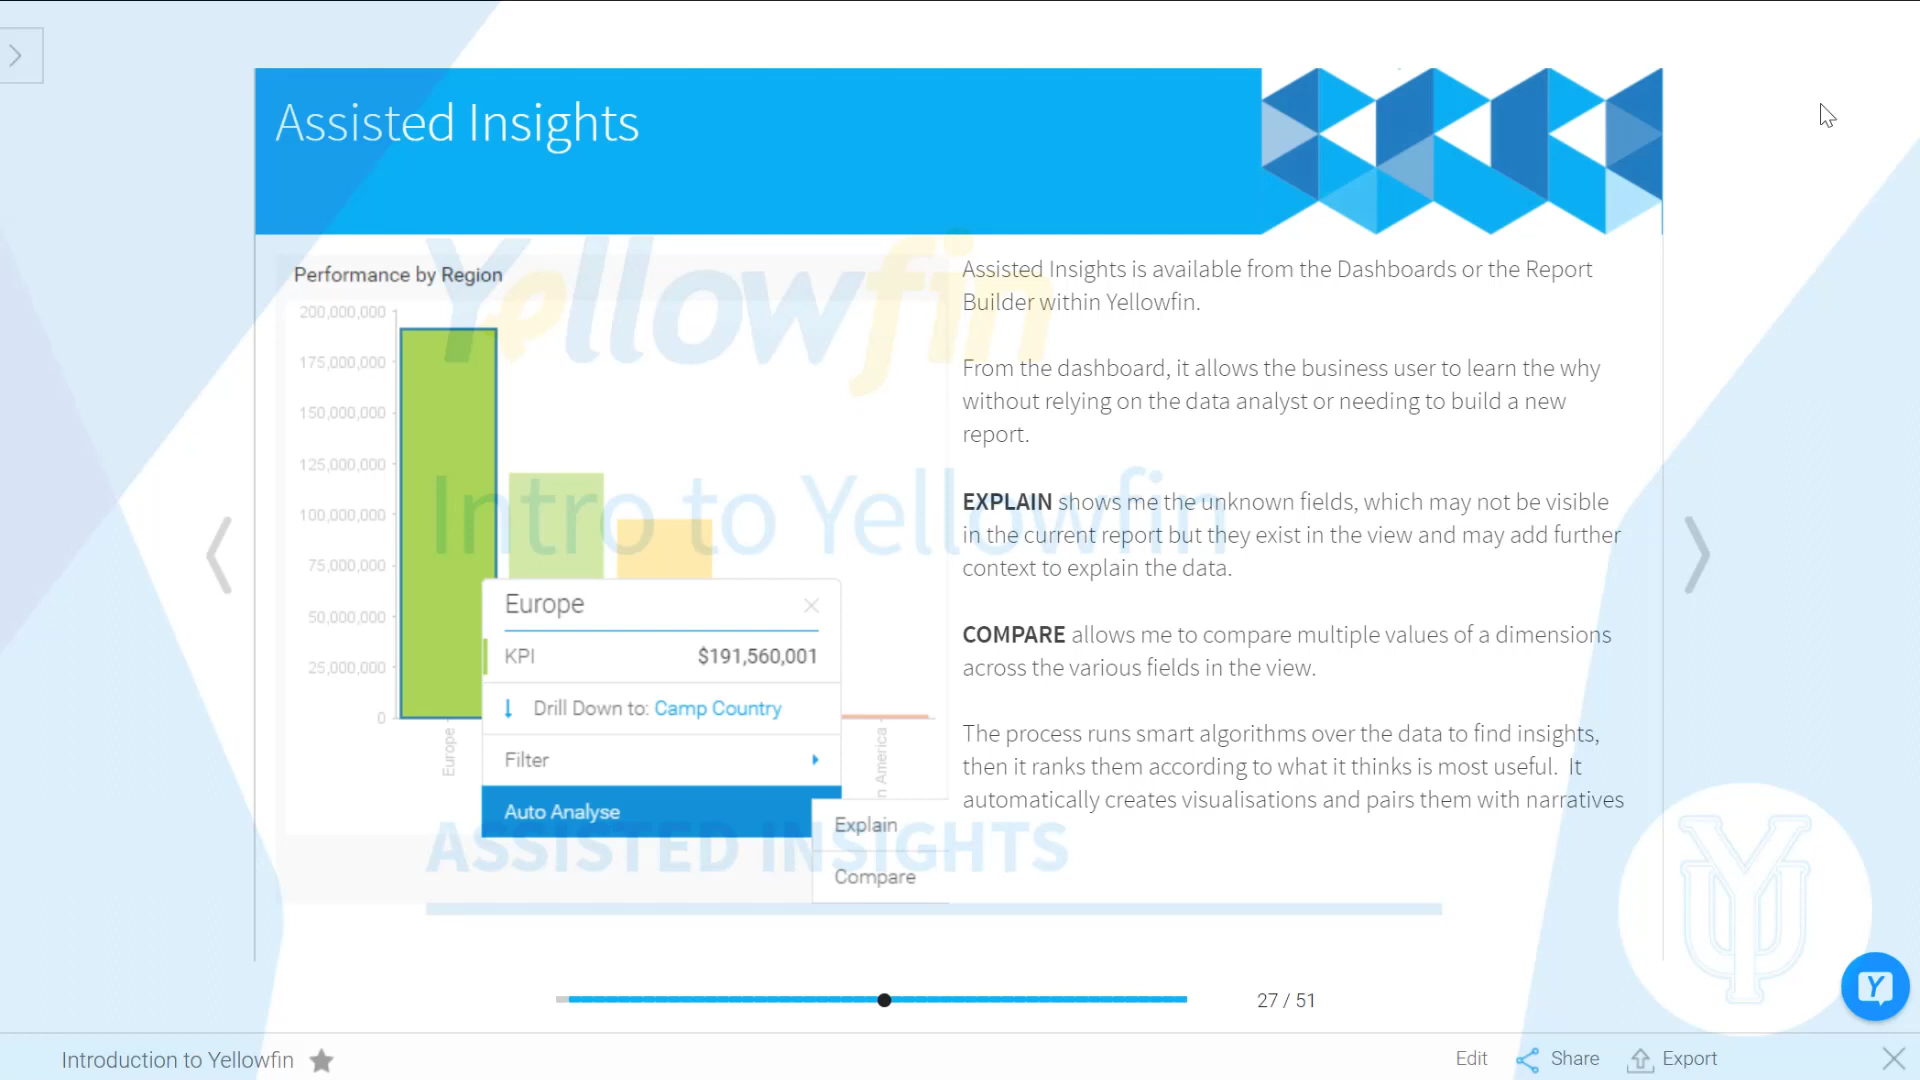 Assisted Insights
Yellowfin
Intro to Yellowfin
ASSISTED INSIGHTS
Performance by Region
200,000,000
175,000,000
150,000,000
125,000,000
100,000,000
75,000,000
50,000,000
25,000,000
0
Europe
n America
Europe
KPI $191,560,001
Drill Down to: Camp Country
Filter
Auto Analyse
Explain
Compare
Assisted Insights is available from the Dashboards or the Report
Builder within Yellowfin.
From the dashboard, it allows the business user to learn the why
without relying on the data analyst or needing to build a new
report.
EXPLAIN shows me the unknown fields, which may not be visible
in the current report but they exist in the view and may add further
context to explain the data.
COMPARE allows me to compare multiple values of a dimensions
across the various fields in the view.
The process runs smart algorithms over the data to find insights,
then it ranks them according to what it thinks is most useful. It
automatically creates visualisations and pairs them with narratives
YU
Y
27 / 51
Introduction to Yellowfin
Edit Share Export